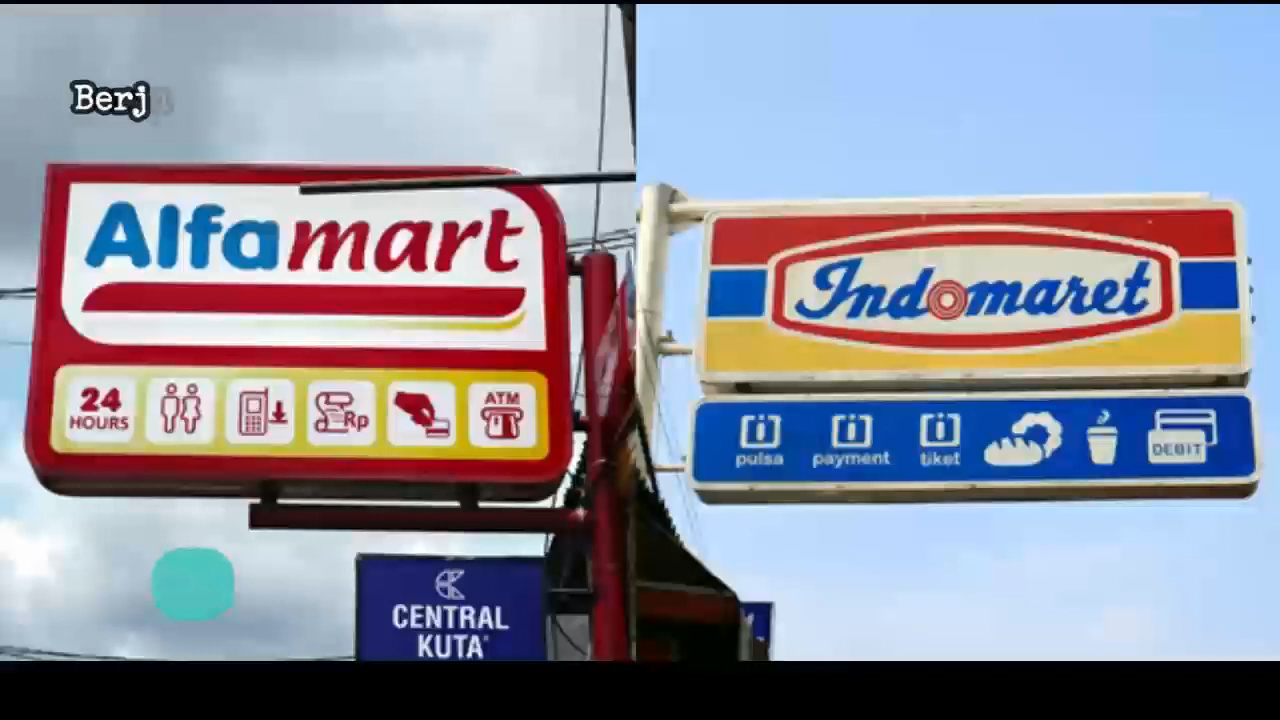 Berj
Alfamart
24
HOURS
Rp
ATM
CENTRAL
KUTA
Indomaret
pulsa
payment
tiket
DEBIT